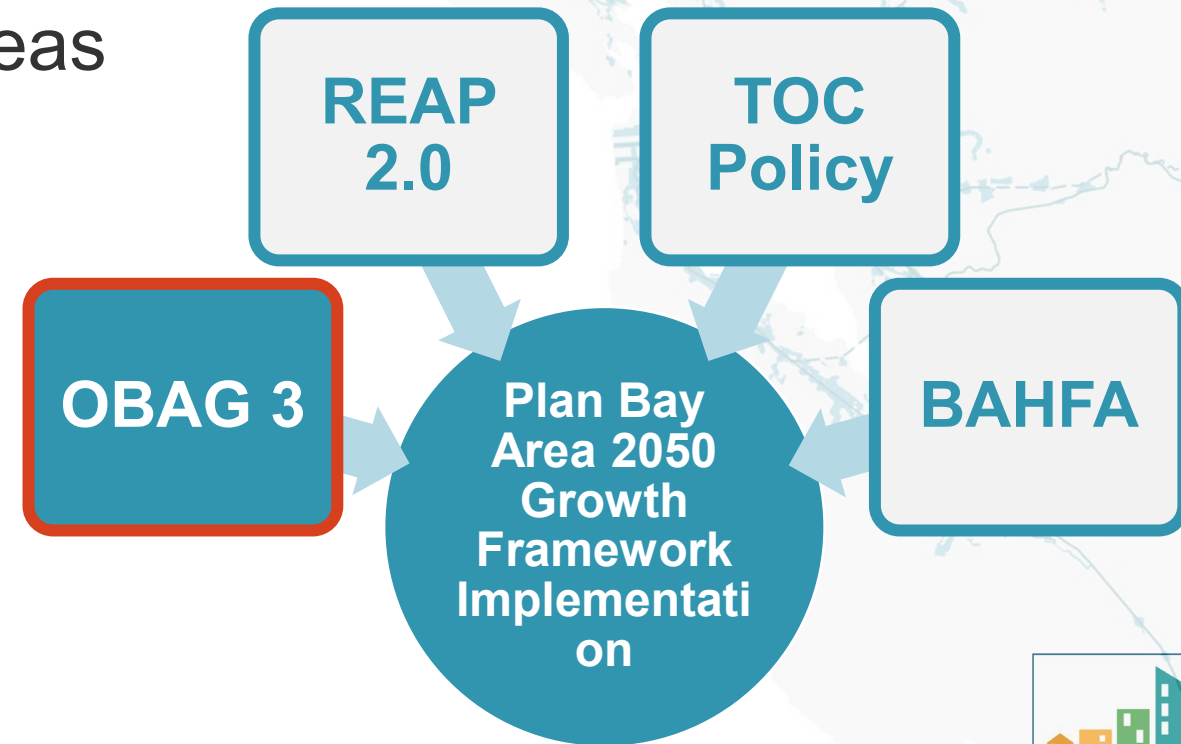 eas
REAP
2.0
TOC
Policy
OBAG 3
Plan Bay
Area 2050
Growth
Framework
Implementati
on
BAHFA